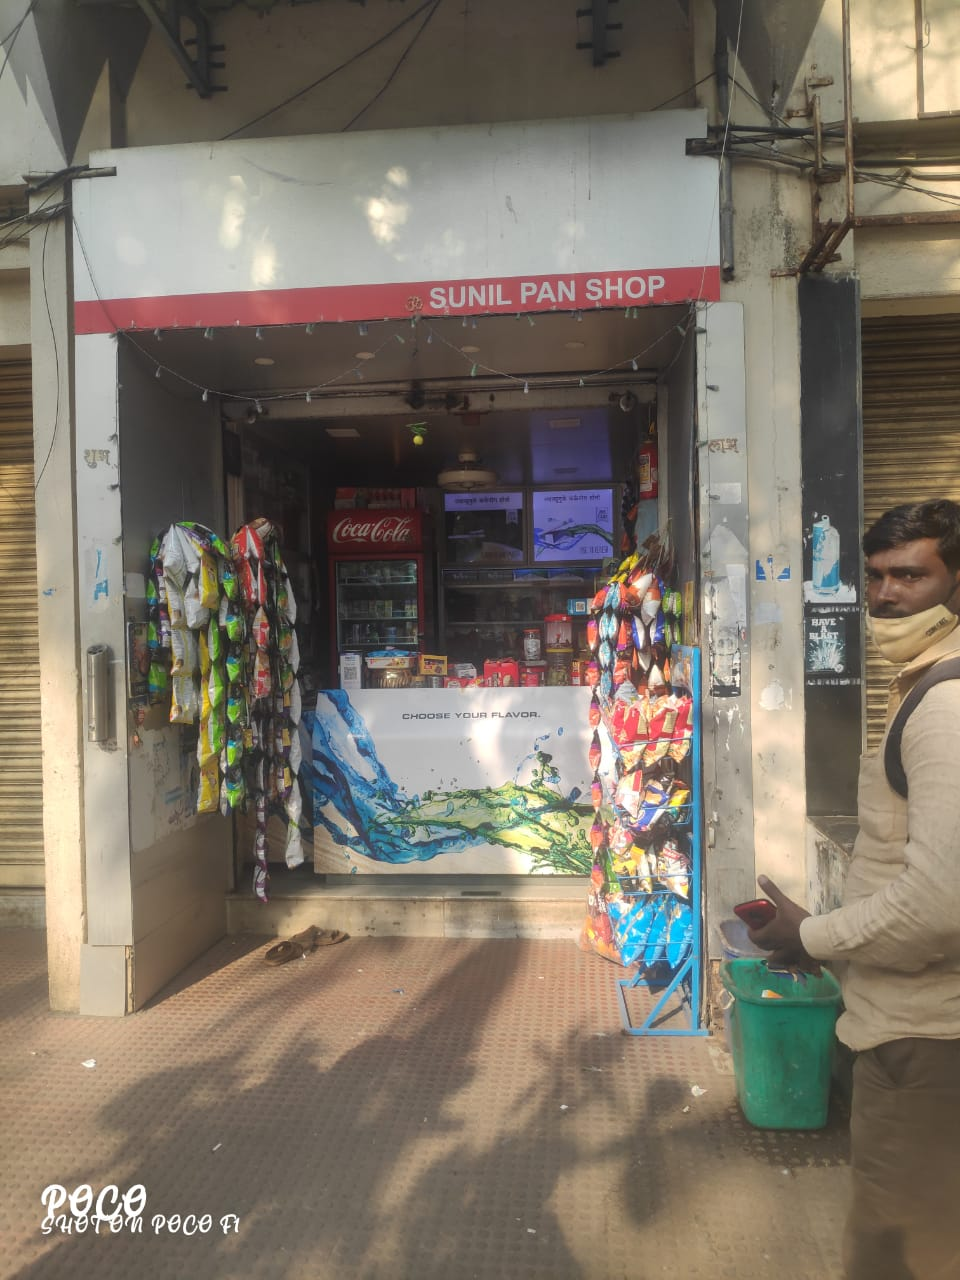 SUNIL PAN SHOP
शुभ
लाभ
Coca-Cola
CHOOSE YOUR FLAVOR.
HAVE
A
BLAST
POCO
SHOT ON POCO F1